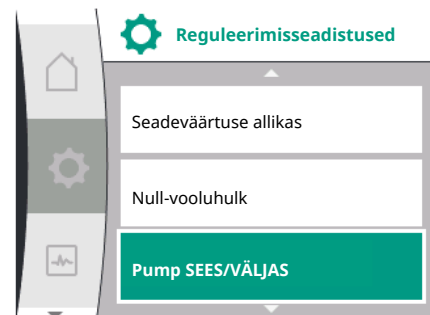 Reguleerimisseadistused
Seadeväärtuse allikas
Null-vooluhulk
Pump SEES/VÄLJAS